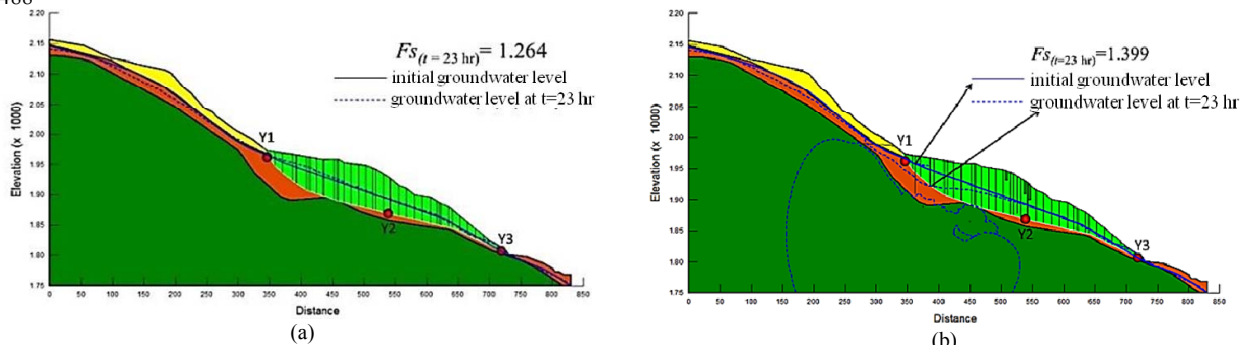 Fs(t = 23 hr)= 1.264
initial groundwater level
groundwater level at t=23 hr
Elevation (x 1000)
2.20
2.15
2.10
2.05
2.00
1.95
1.90
1.85
1.80
1.75
Y1
Y2
Y3
0 50 100 150 200 250 300 350 400 450 500 550 600 650 700 750 800 850
Distance
(a)
Fs(t=23 hr)=1.399
initial groundwater level
groundwater level at t=23 hr
Elevation (x 1000)
2.20
2.15
2.10
2.05
2.00
1.95
1.90
1.85
1.80
1.75
Y1
Y2
Y3
0 50 100 150 200 250 300 350 400 450 500 550 600 650 700 750 800 850
Distance
(b)